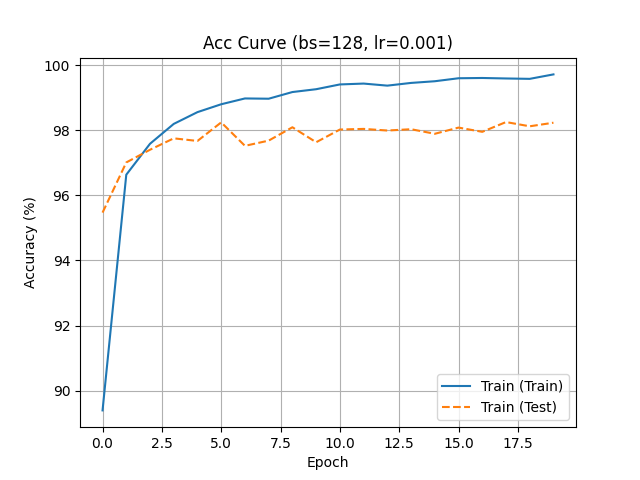 Acc Curve (bs=128, lr=0.001)
100
98
96
94
92
90
Accuracy (%)
Train (Train)
Train (Test)
0.0 2.5 5.0 7.5 10.0 12.5 15.0 17.5
Epoch